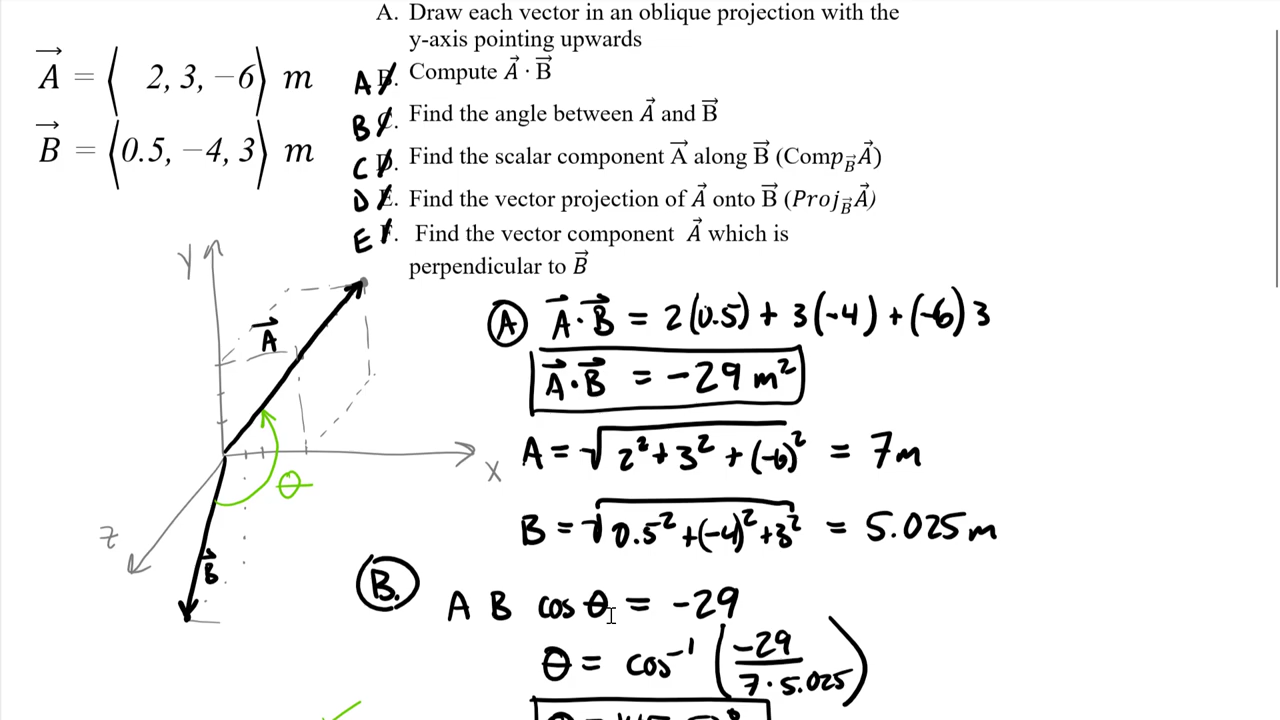 A. Draw each vector in an oblique projection with the
y-axis pointing upwards
A⃗ = ⟨ 2, 3, −6⟩ m
A B. Compute A⃗ · B⃗
B⃗ = ⟨0.5, −4, 3⟩ m
B C. Find the angle between A⃗ and B⃗
C D. Find the scalar component A⃗ along B⃗ (Comp_B⃗ A⃗)
D E. Find the vector projection of A⃗ onto B⃗ (Proj_B⃗ A⃗)
E F. Find the vector component A⃗ which is
perpendicular to B⃗
Y
A⃗
X
θ
Z
B⃗
Ⓐ A⃗·B⃗ = 2(0.5) + 3(-4) + (-6)3
A⃗·B⃗ = -29 m²
A = √2² + 3² + (-6)² = 7m
B = √0.5² + (-4)² + 3² = 5.025 m
B. A B cos θ = -29
θ = cos⁻¹ (-29 / 7 · 5.025)